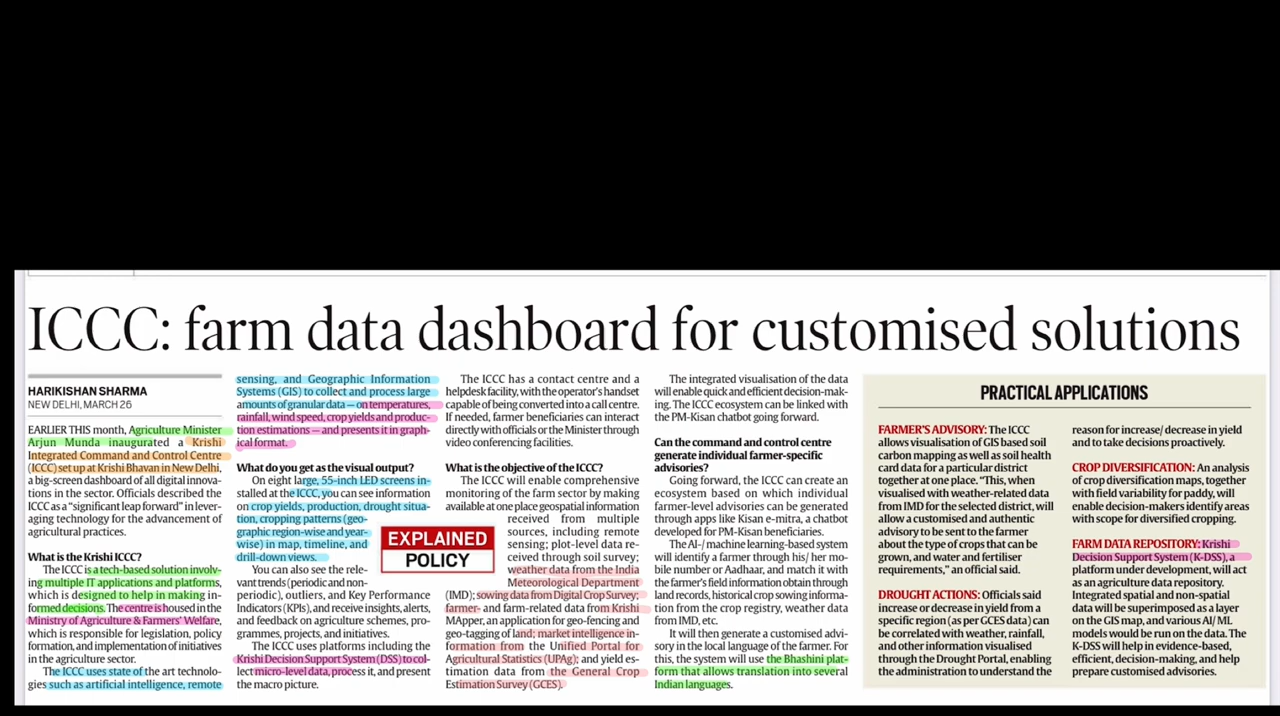 ICCC: farm data dashboard for customised solutions
HARIKISHAN SHARMA
NEW DELHI, MARCH 26
EARLIER THIS month, Agriculture Minister
Arjun Munda inaugurated a Krishi
Integrated Command and Control Centre
(ICCC) set up at Krishi Bhavan in New Delhi,
a big-screen dashboard of all digital innova-
tions in the sector. Officials described the
ICCC as a “significant leap forward” in lever-
aging technology for the advancement of
agricultural practices.
What is the Krishi ICCC?
The ICCC is a tech-based solution involv-
ing multiple IT applications and platforms,
which is designed to help in making in-
formed decisions. The centre is housed in the
Ministry of Agriculture & Farmers’ Welfare,
which is responsible for legislation, policy
formation, and implementation of initiatives
in the agriculture sector.
The ICCC uses state of the art technolo-
gies such as artificial intelligence, remote
sensing, and Geographic Information
Systems (GIS) to collect and process large
amounts of granular data — on temperatures,
rainfall, wind speed, crop yields and produc-
tion estimations — and presents it in graph-
ical format.
What do you get as the visual output?
On eight large, 55-inch LED screens in-
stalled at the ICCC, you can see information
on crop yields, production, drought situa-
tion, cropping patterns (geo-
graphic region-wise and year-
wise) in map, timeline, and
drill-down views.
You can also see the rele-
vant trends (periodic and non-
periodic), outliers, and Key Performance
Indicators (KPIs), and receive insights, alerts,
and feedback on agriculture schemes, pro-
grammes, projects, and initiatives.
The ICCC uses platforms including the
Krishi Decision Support System (DSS) to col-
lect micro-level data, process it, and present
the macro picture.
EXPLAINED
POLICY
The ICCC has a contact centre and a
helpdesk facility, with the operator’s handset
capable of being converted into a call centre.
If needed, farmer beneficiaries can interact
directly with officials or the Minister through
video conferencing facilities.
What is the objective of the ICCC?
The ICCC will enable comprehensive
monitoring of the farm sector by making
available at one place geospatial information
received from multiple
sources, including remote
sensing; plot-level data re-
ceived through soil survey;
weather data from the India
Meteorological Department
(IMD); sowing data from Digital Crop Survey;
farmer- and farm-related data from Krishi
MApper, an application for geo-fencing and
geo-tagging of land; market intelligence in-
formation from the Unified Portal for
Agricultural Statistics (UPAg); and yield es-
timation data from the General Crop
Estimation Survey (GCES).
The integrated visualisation of the data
will enable quick and efficient decision-mak-
ing. The ICCC ecosystem can be linked with
the PM-Kisan chatbot going forward.
Can the command and control centre
generate individual farmer-specific
advisories?
Going forward, the ICCC can create an
ecosystem based on which individual
farmer-level advisories can be generated
through apps like Kisan e-mitra, a chatbot
developed for PM-Kisan beneficiaries.
The AI-/ machine learning-based system
will identify a farmer through his/ her mo-
bile number or Aadhaar, and match it with
the farmer’s field information obtain through
land records, historical crop sowing informa-
tion from the crop registry, weather data
from IMD, etc.
It will then generate a customised advi-
sory in the local language of the farmer. For
this, the system will use the Bhashini plat-
form that allows translation into several
Indian languages.
PRACTICAL APPLICATIONS
FARMER’S ADVISORY: The ICCC
allows visualisation of GIS based soil
carbon mapping as well as soil health
card data for a particular district
together at one place. “This, when
visualised with weather-related data
from IMD for the selected district, will
allow a customised and authentic
advisory to be sent to the farmer
about the type of crops that can be
grown, and water and fertiliser
requirements,” an official said.
DROUGHT ACTIONS: Officials said
increase or decrease in yield from a
specific region (as per GCES data) can
be correlated with weather, rainfall,
and other information visualised
through the Drought Portal, enabling
the administration to understand the
reason for increase/ decrease in yield
and to take decisions proactively.
CROP DIVERSIFICATION: An analysis
of crop diversification maps, together
with field variability for paddy, will
enable decision-makers identify areas
with scope for diversified cropping.
FARM DATA REPOSITORY: Krishi
Decision Support System (K-DSS), a
platform under development, will act
as an agriculture data repository.
Integrated spatial and non-spatial
data will be superimposed as a layer
on the GIS map, and various AI/ ML
models would be run on the data. The
K-DSS will help in evidence-based,
efficient, decision-making, and help
prepare customised advisories.